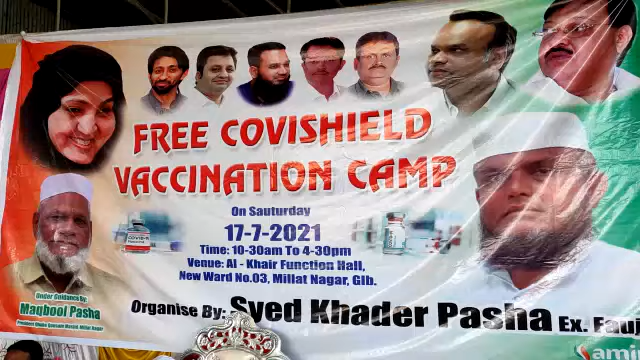 FREE COVISHIELD
VACCINATION CAMP
On Sauturday
17-7-2021
Time: 10-30am To 4-30pm
Venue: Al - Khair Function Hall,
New Ward No.03, Millat Nagar, Glb.
Under Guidance By:
Maqbool Pasha
Organise By: Syed Khader Pasha Ex. Fauj